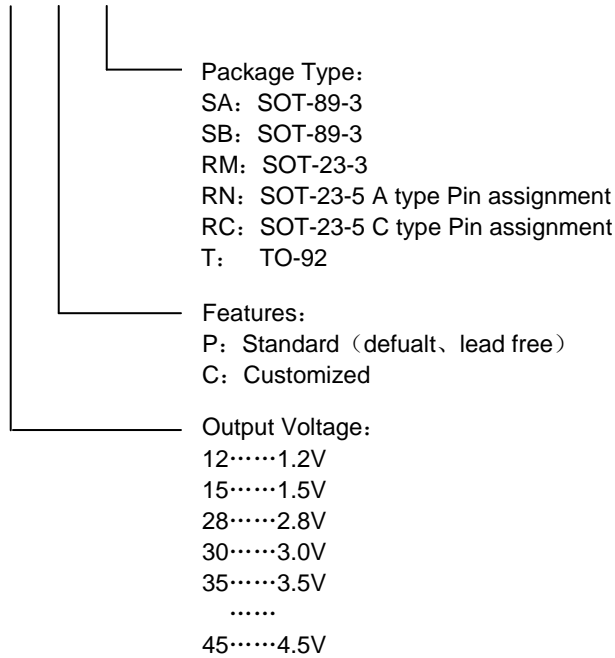 Package Type：
SA：SOT-89-3
SB：SOT-89-3
RM：SOT-23-3
RN：SOT-23-5 A type Pin assignment
RC：SOT-23-5 C type Pin assignment
T： TO-92
Features：
P：Standard（defualt、lead free）
C：Customized
Output Voltage：
12……1.2V
15……1.5V
28……2.8V
30……3.0V
35……3.5V
……
45……4.5V